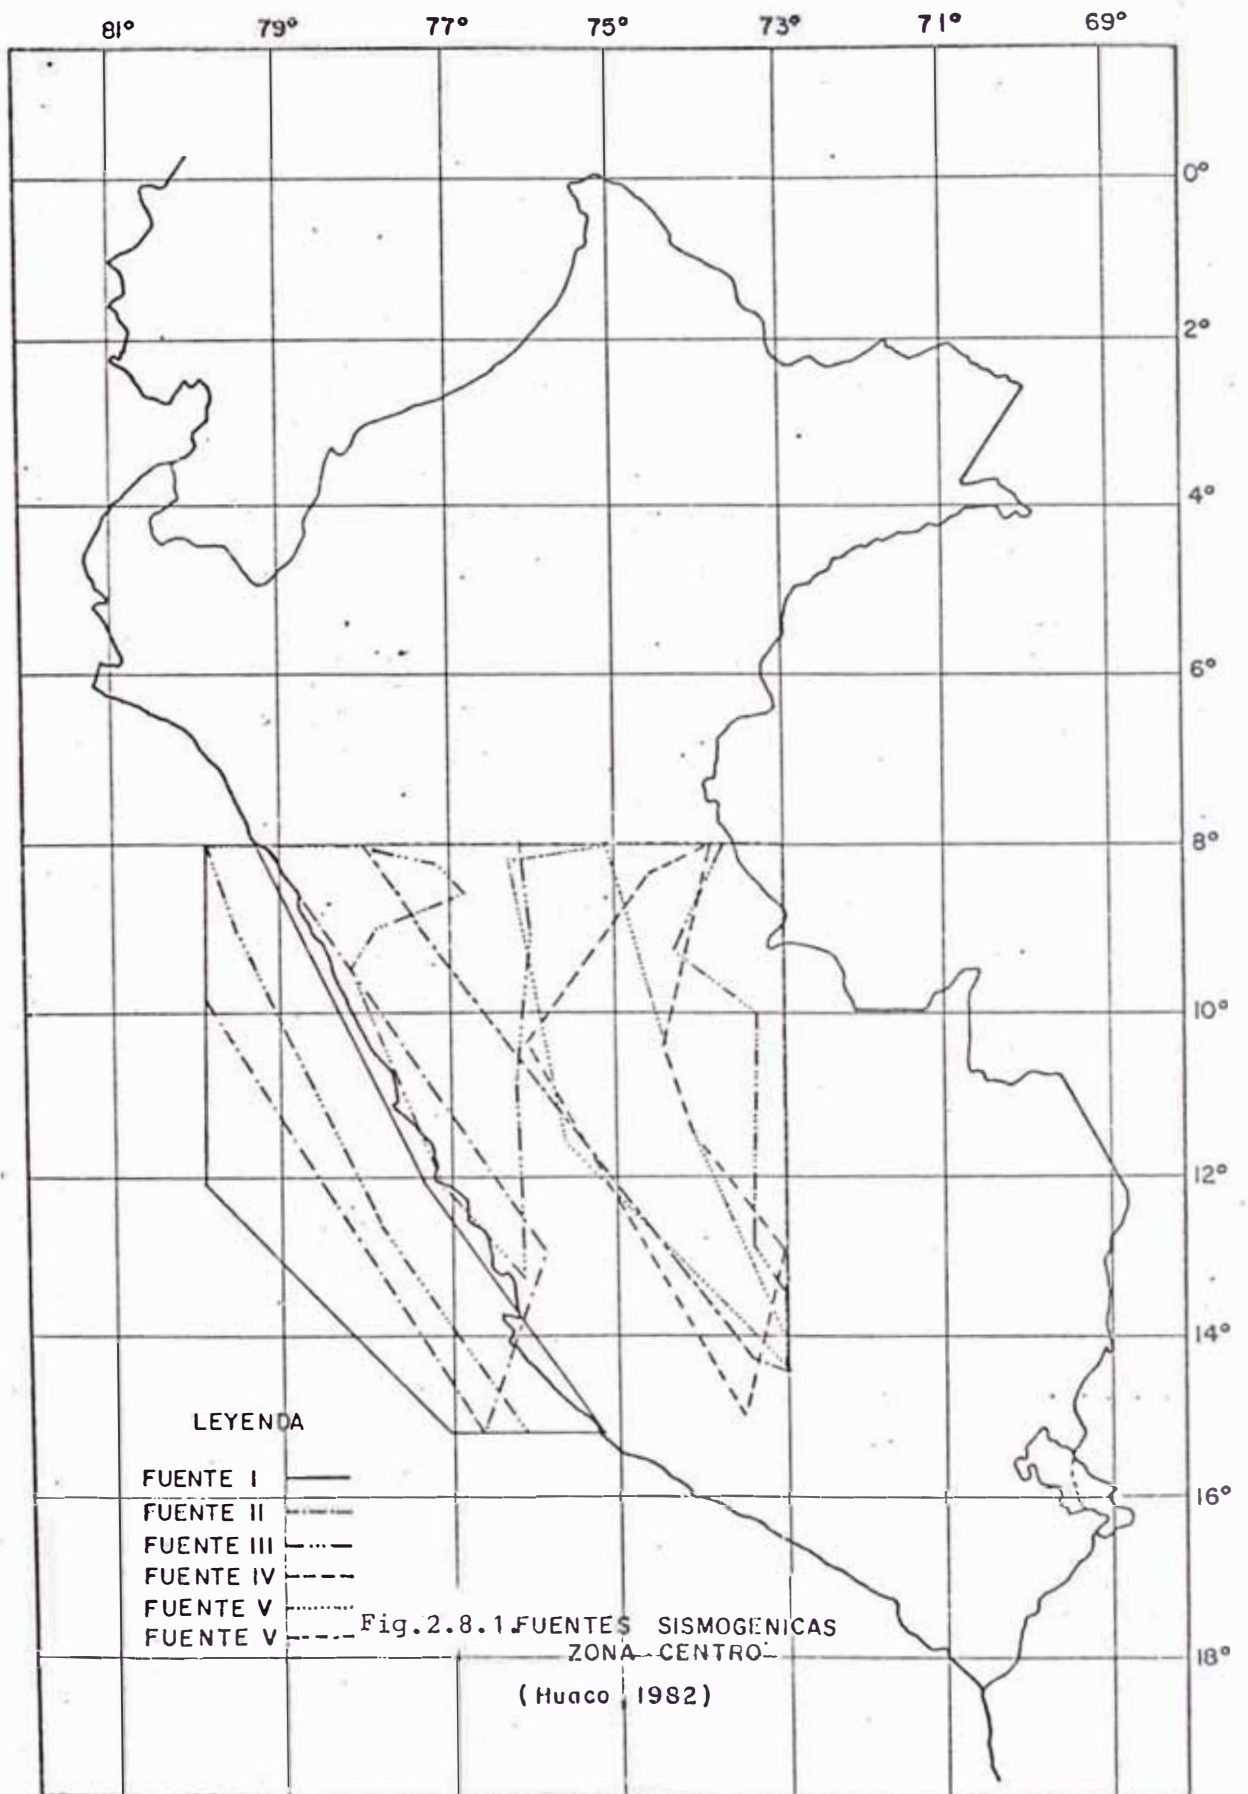 81° 79° 77° 75° 73° 71° 69°
0°
2°
4°
6°
8°
10°
12°
14°
16°
18°
LEYENDA
FUENTE I
FUENTE II
FUENTE III
FUENTE IV
FUENTE V
FUENTE V
Fig.2.8.1.FUENTES SISMOGENICAS
ZONA CENTRO
(Huaco 1982)